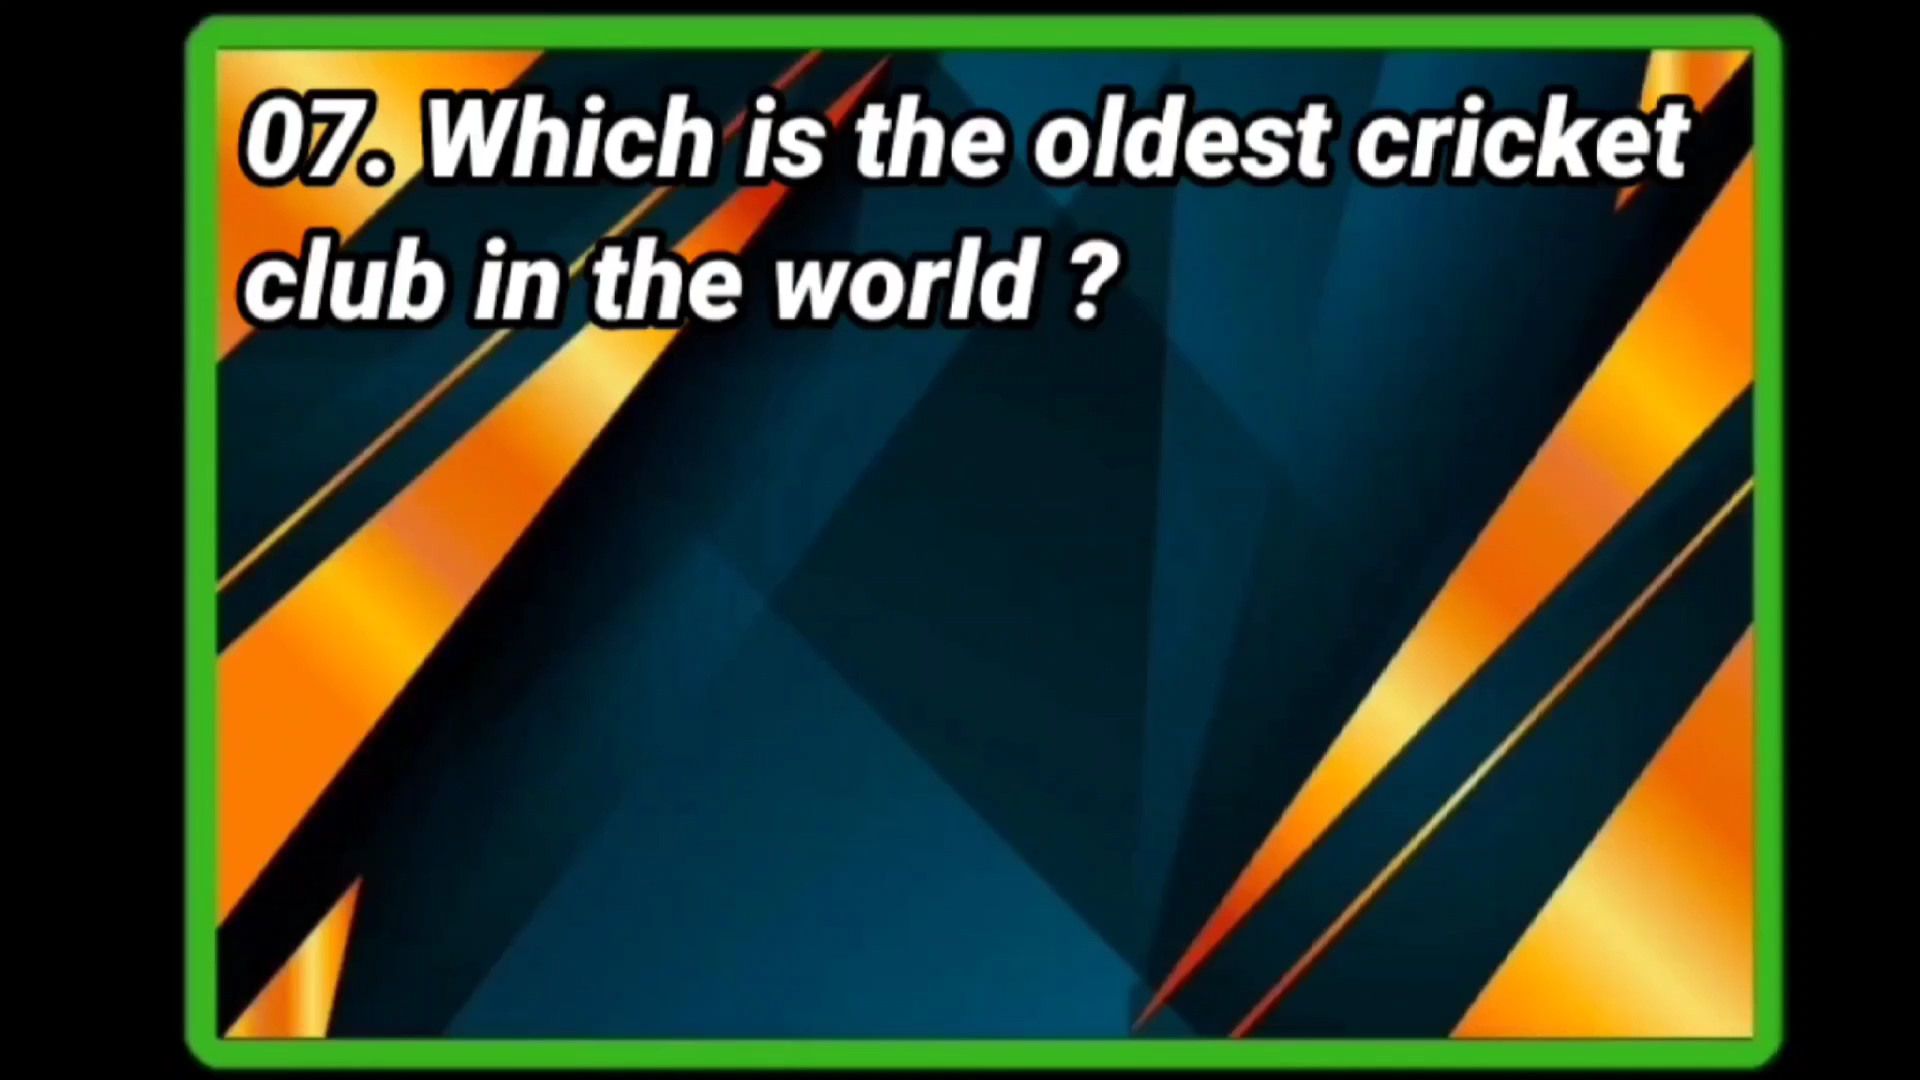 07. Which is the oldest cricket
club in the world ?